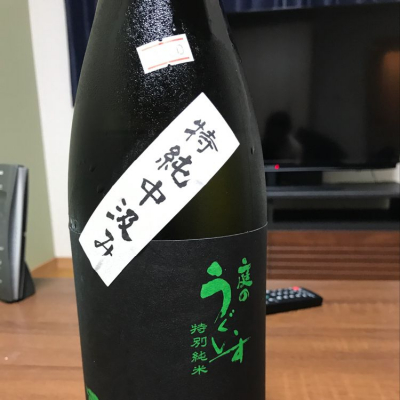 特純中汲み
庭の
うぐいす
特別純米